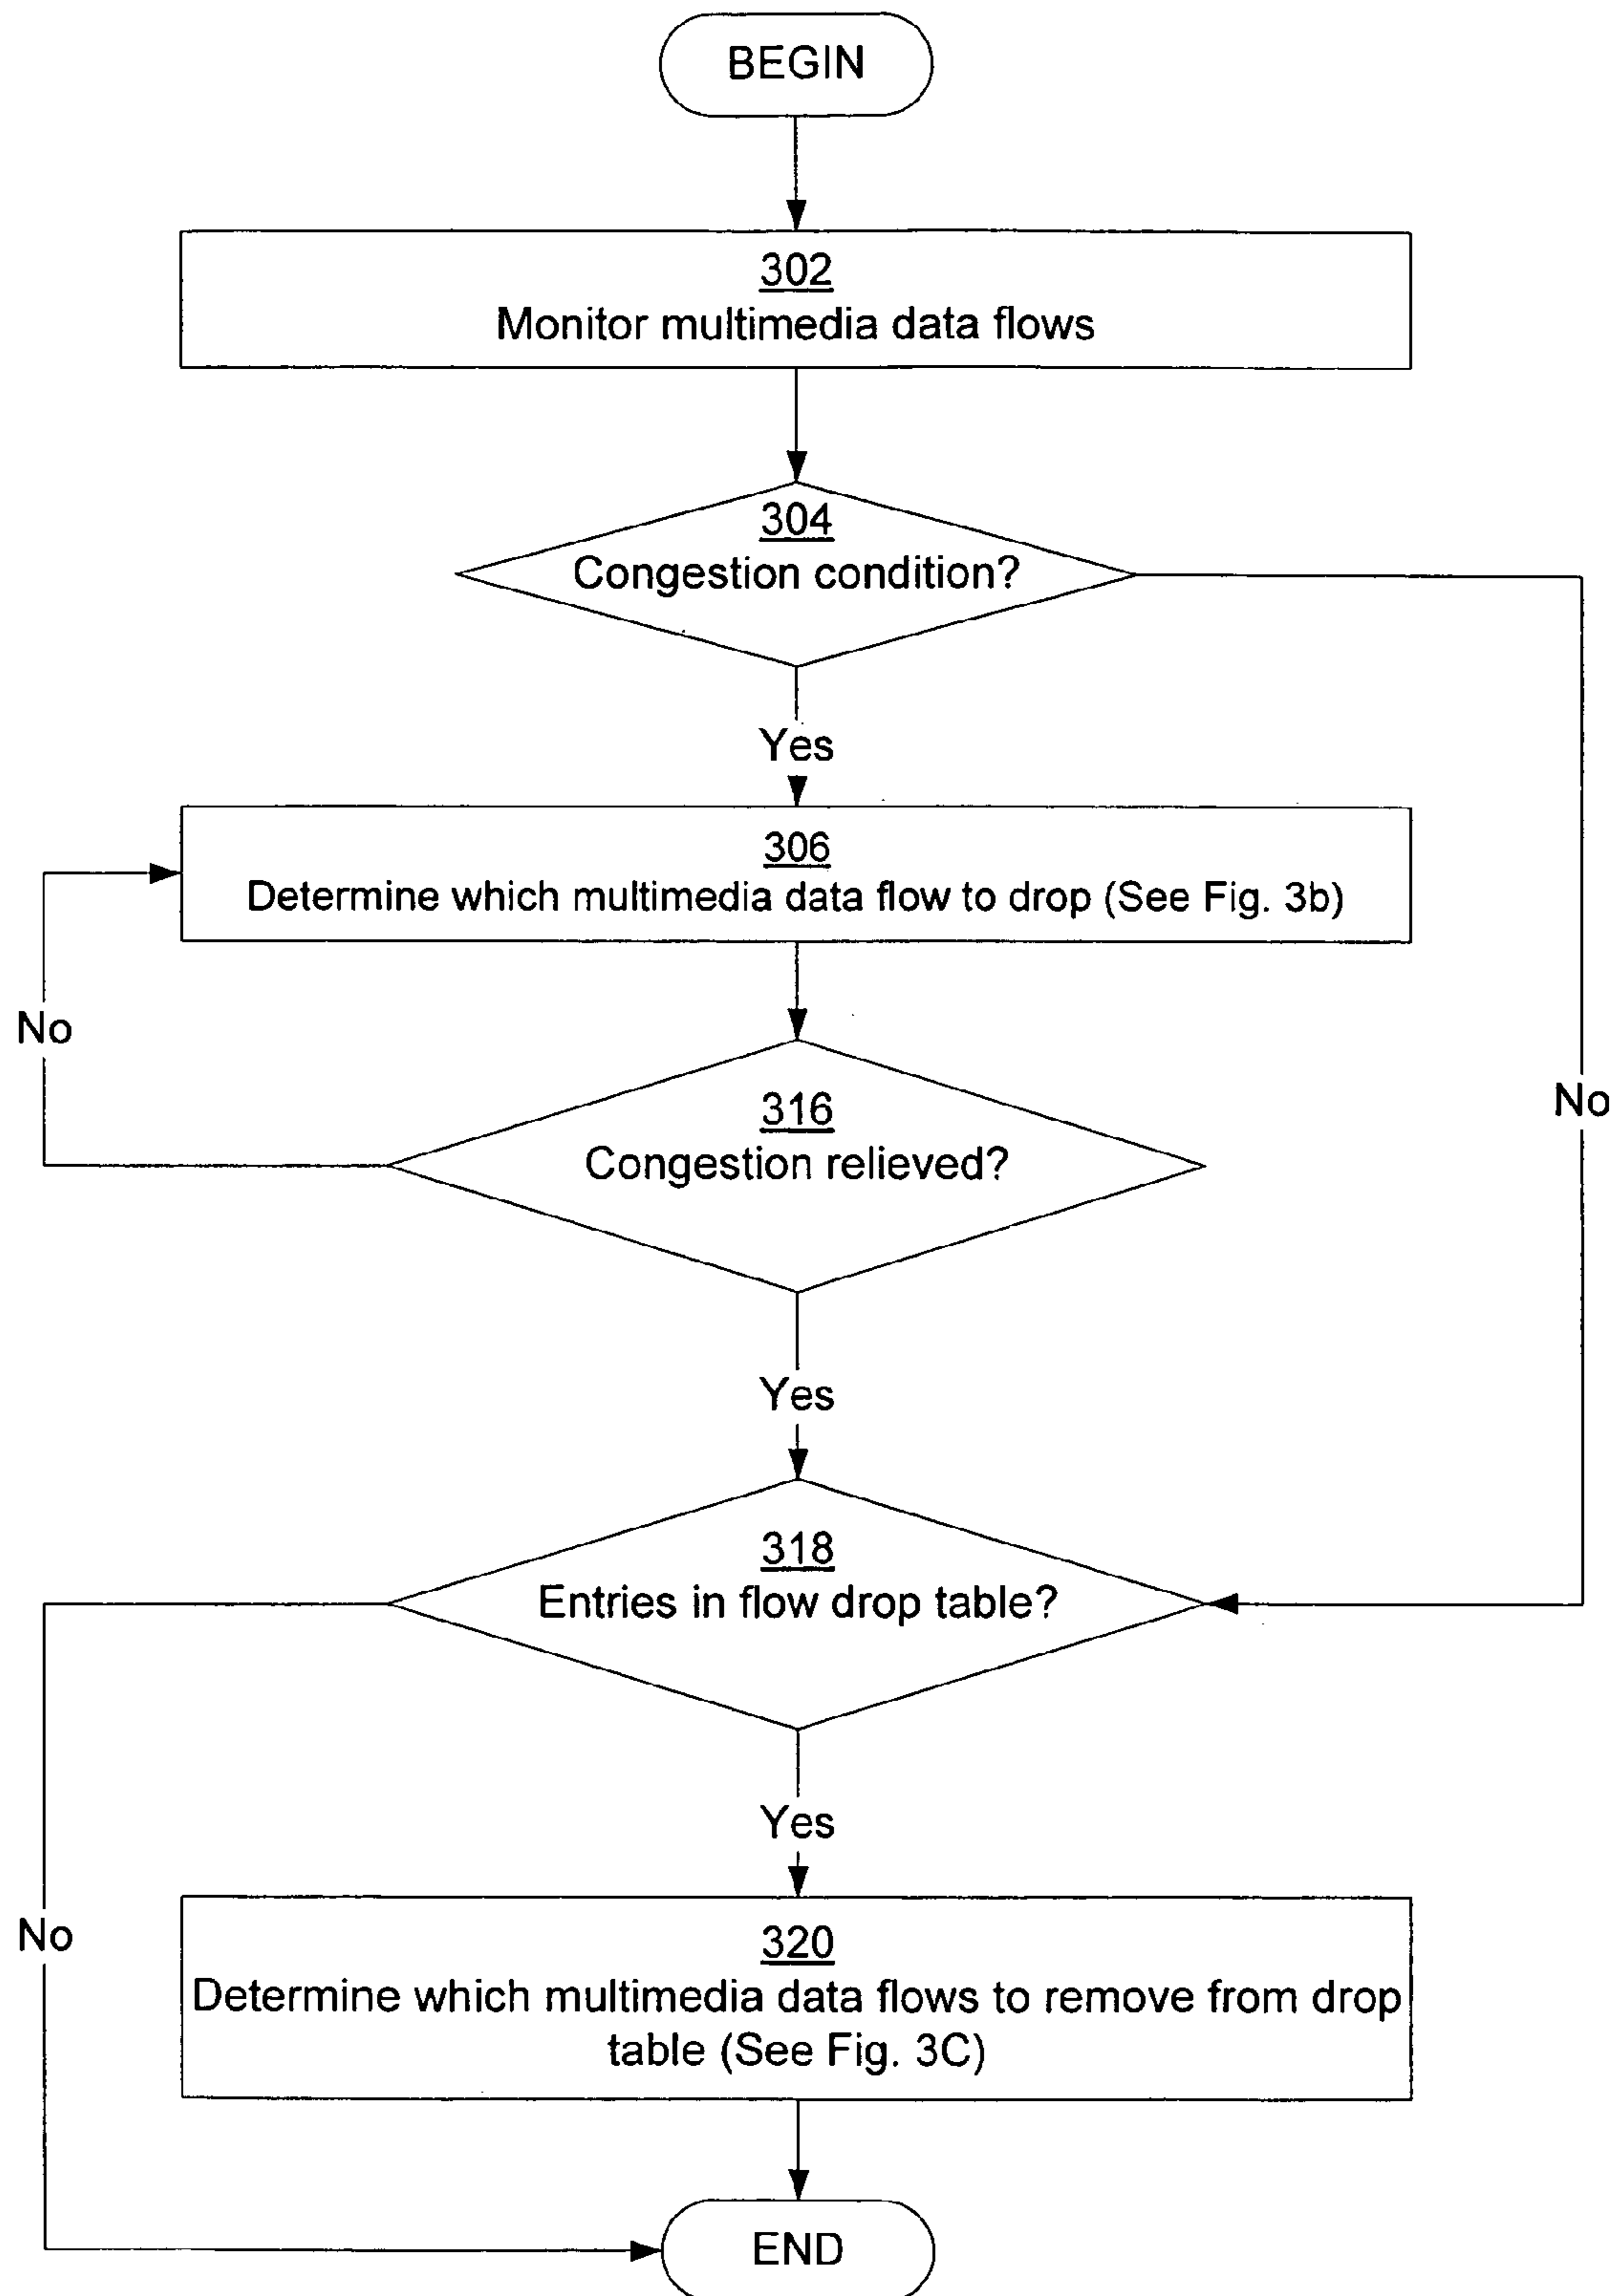 BEGIN
302
Monitor multimedia data flows
304
Congestion condition?
Yes
306
Determine which multimedia data flow to drop (See Fig. 3b)
No
316
Congestion relieved?
No
Yes
318
Entries in flow drop table?
Yes
No
320
Determine which multimedia data flows to remove from drop
table (See Fig. 3C)
END